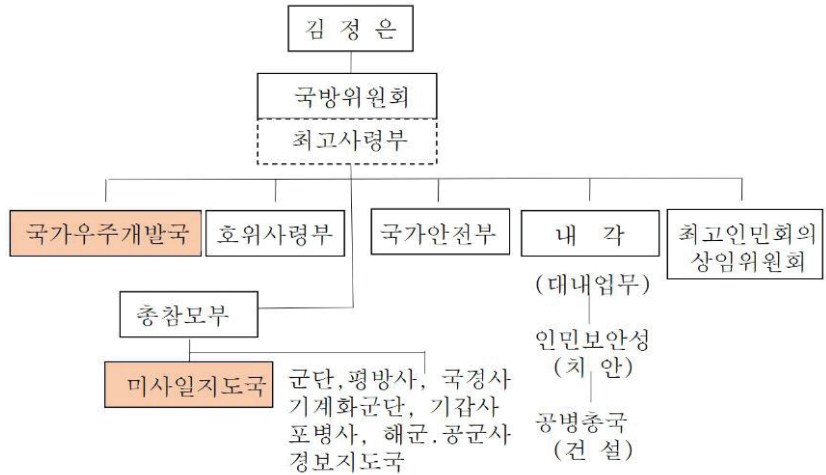 김 정 은
국방위원회
최고사령부
국가우주개발국
호위사령부
국가안전부
내 각
최고인민회의
상임위원회
(대내업무)
총참모부
인민보안성
(치 안)
미사일지도국
군단,평방사, 국경사
기계화군단, 기갑사
포병사, 해군.공군사
경보지도국
공병총국
(건 설)